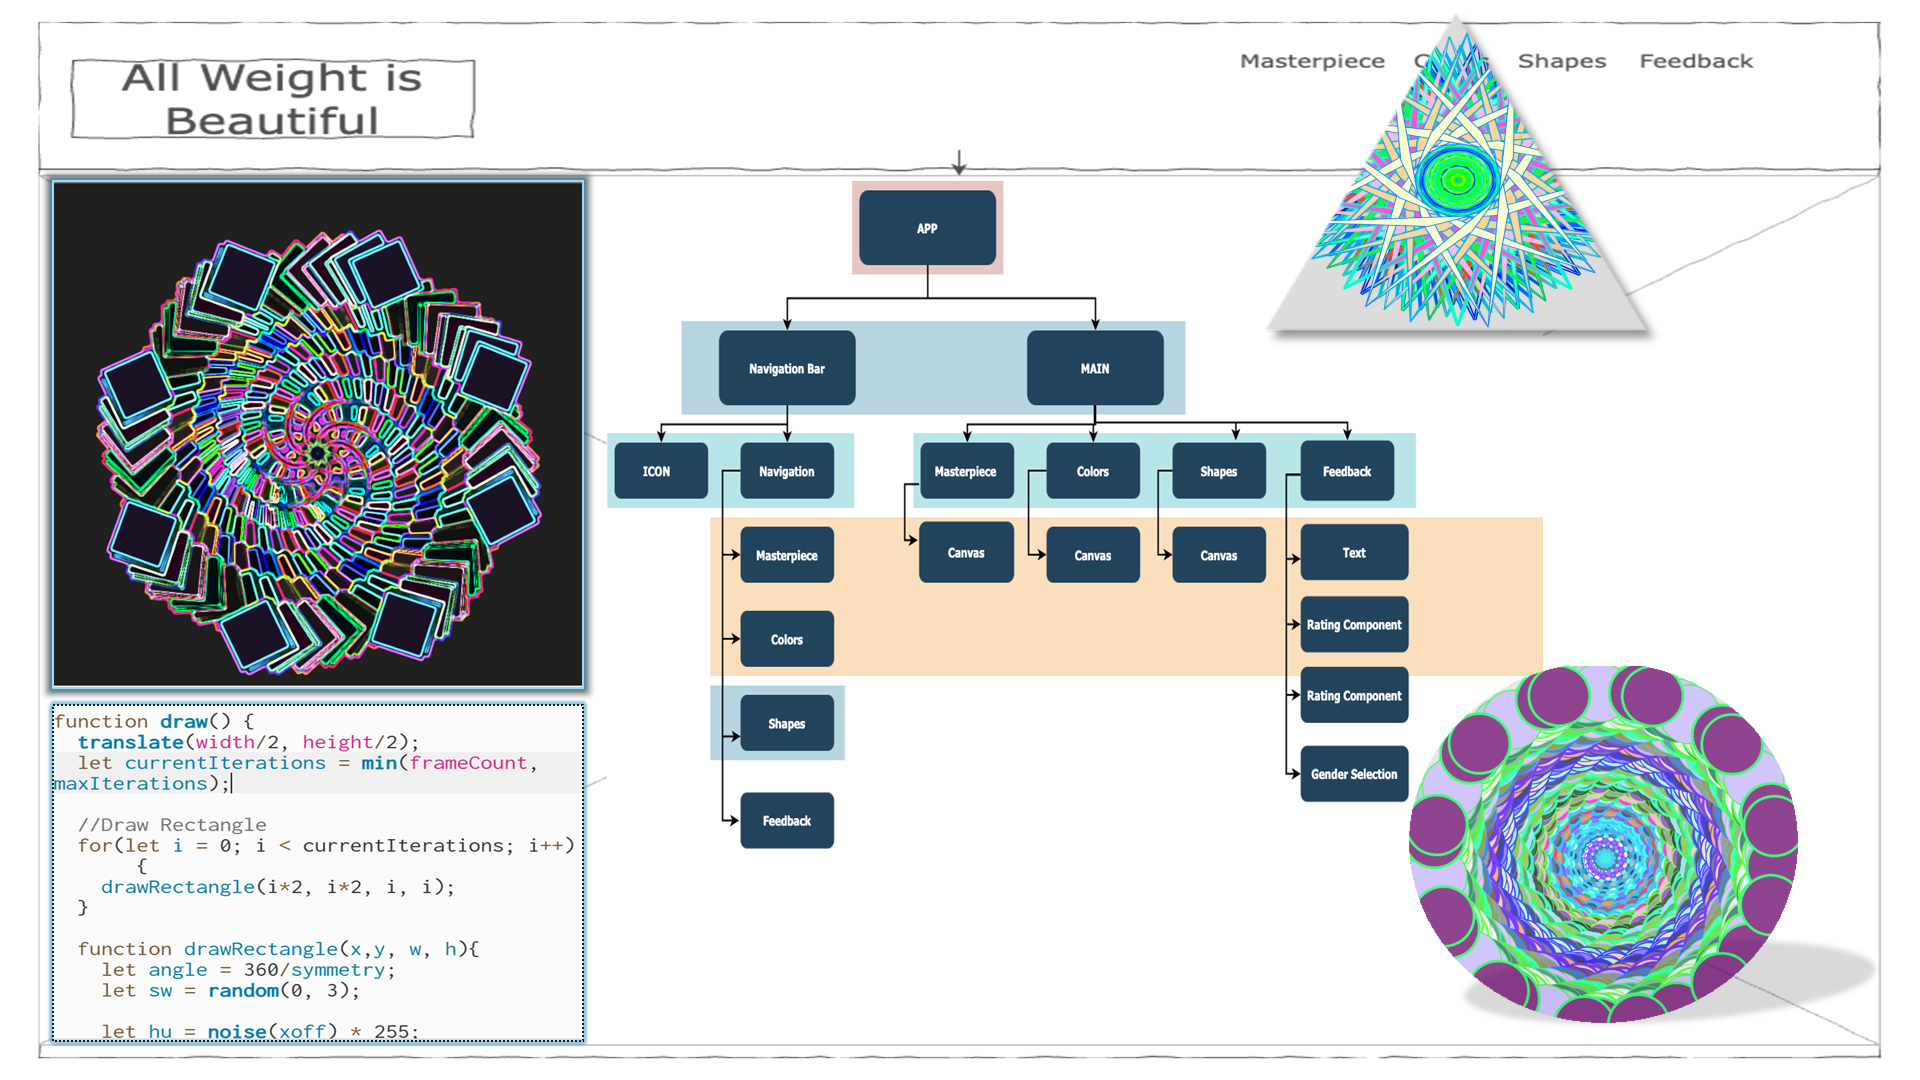 All Weight is
Beautiful
Masterpiece
Shapes
Feedback
APP
Navigation Bar
MAIN
ICON
Navigation
Masterpiece
Colors
Shapes
Feedback
Masterpiece
Canvas
Canvas
Canvas
Text
Colors
Rating Component
Shapes
Rating Component
Feedback
Gender Selection
function draw() {
translate(width/2, height/2);
let currentIterations = min(frameCount,
maxIterations);
//Draw Rectangle
for(let i = 0; i < currentIterations; i++)
{
drawRectangle(i*2, i*2, i, i);
}
function drawRectangle(x,y, w, h){
let angle = 360/symmetry;
let sw = random(0, 3);
let hu = noise(xoff) * 255;